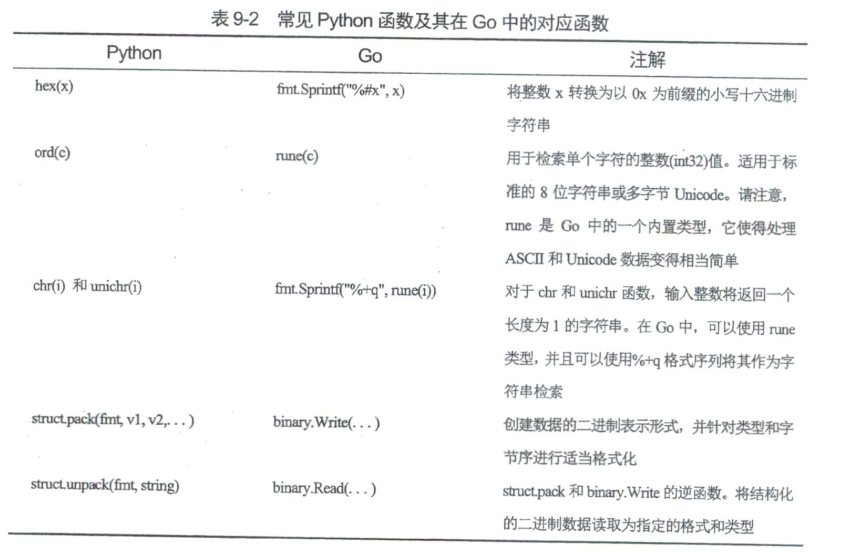 表 9-2 常见 Python 函数及其在 Go 中的对应函数
Python Go 注解
hex(x) fmt.Sprintf("%#x", x) 将整数 x 转换为以 0x 为前缀的小写十六进制
字符串
ord(c) rune(c) 用于检索单个字符的整数(int32)值。适用于标
准的 8 位字符串或多字节 Unicode。请注意，
rune 是 Go 中的一个内置类型，它使得处理
ASCII 和 Unicode 数据变得相当简单
chr(i) 和 unichr(i) fmt.Sprintf("%+q", rune(i)) 对于 chr 和 unichr 函数，输入整数将返回一个
长度为 1 的字符串。在 Go 中，可以使用 rune
类型，并且可以使用%+q 格式序列将其作为字
符串检索
struct.pack(fmt, v1, v2,. . . ) binary.Write(. . . ) 创建数据的二进制表示形式，并针对类型和字
节序进行适当格式化
struct.unpack(fmt, string) binary.Read(. . . ) struct.pack 和 binary.Write 的逆函数。将结构化
的二进制数据读取为指定的格式和类型